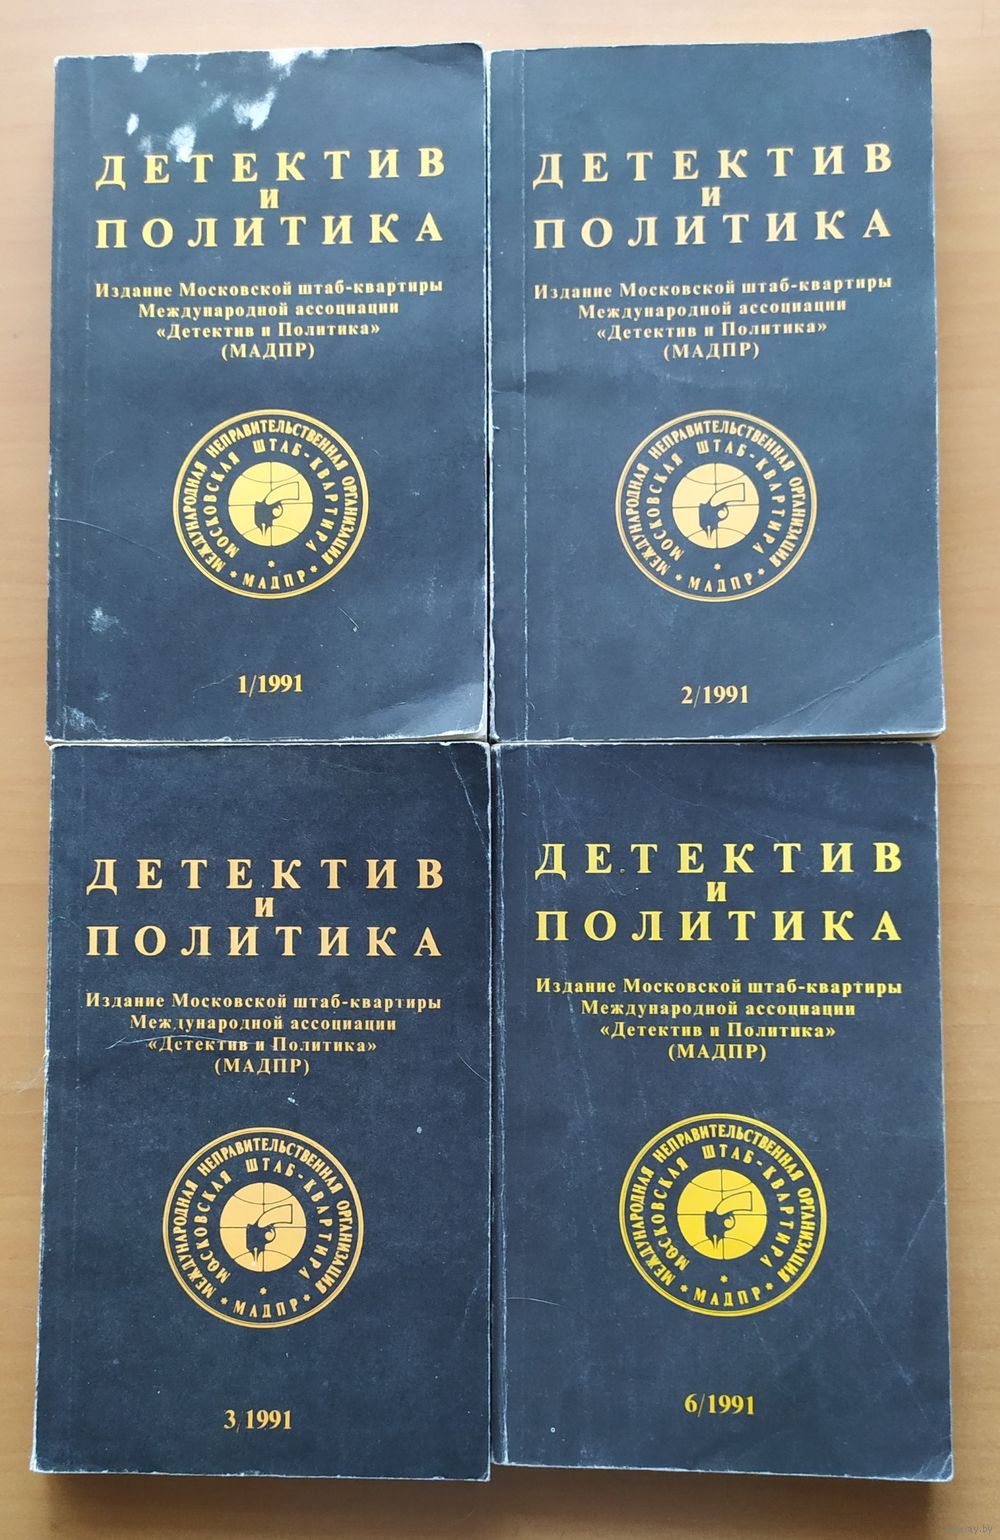 ДЕТЕКТИВ
И
ПОЛИТИКА
Издание Московской штаб-квартиры
Международной ассоциации
«Детектив и Политика»
(МАДПР)
МЕЖДУНАРОДНАЯ НЕПРАВИТЕЛЬСТВЕННАЯ ОРГАНИЗАЦИЯ
МОСКОВСКАЯ ШТАБ-КВАРТИРА
* МАДПР *
1/1991
ДЕТЕКТИВ
И
ПОЛИТИКА
Издание Московской штаб-квартиры
Международной ассоциации
«Детектив и Политика»
(МАДПР)
МЕЖДУНАРОДНАЯ НЕПРАВИТЕЛЬСТВЕННАЯ ОРГАНИЗАЦИЯ
МОСКОВСКАЯ ШТАБ-КВАРТИРА
* МАДПР *
2/1991
ДЕТЕКТИВ
И
ПОЛИТИКА
Издание Московской штаб-квартиры
Международной ассоциации
«Детектив и Политика»
(МАДПР)
МЕЖДУНАРОДНАЯ НЕПРАВИТЕЛЬСТВЕННАЯ ОРГАНИЗАЦИЯ
МОСКОВСКАЯ ШТАБ-КВАРТИРА
* МАДПР *
3/1991
ДЕТЕКТИВ
И
ПОЛИТИКА
Издание Московской штаб-квартиры
Международной ассоциации
«Детектив и Политика»
(МАДПР)
МЕЖДУНАРОДНАЯ НЕПРАВИТЕЛЬСТВЕННАЯ ОРГАНИЗАЦИЯ
МОСКОВСКАЯ ШТАБ-КВАРТИРА
* МАДПР *
6/1991